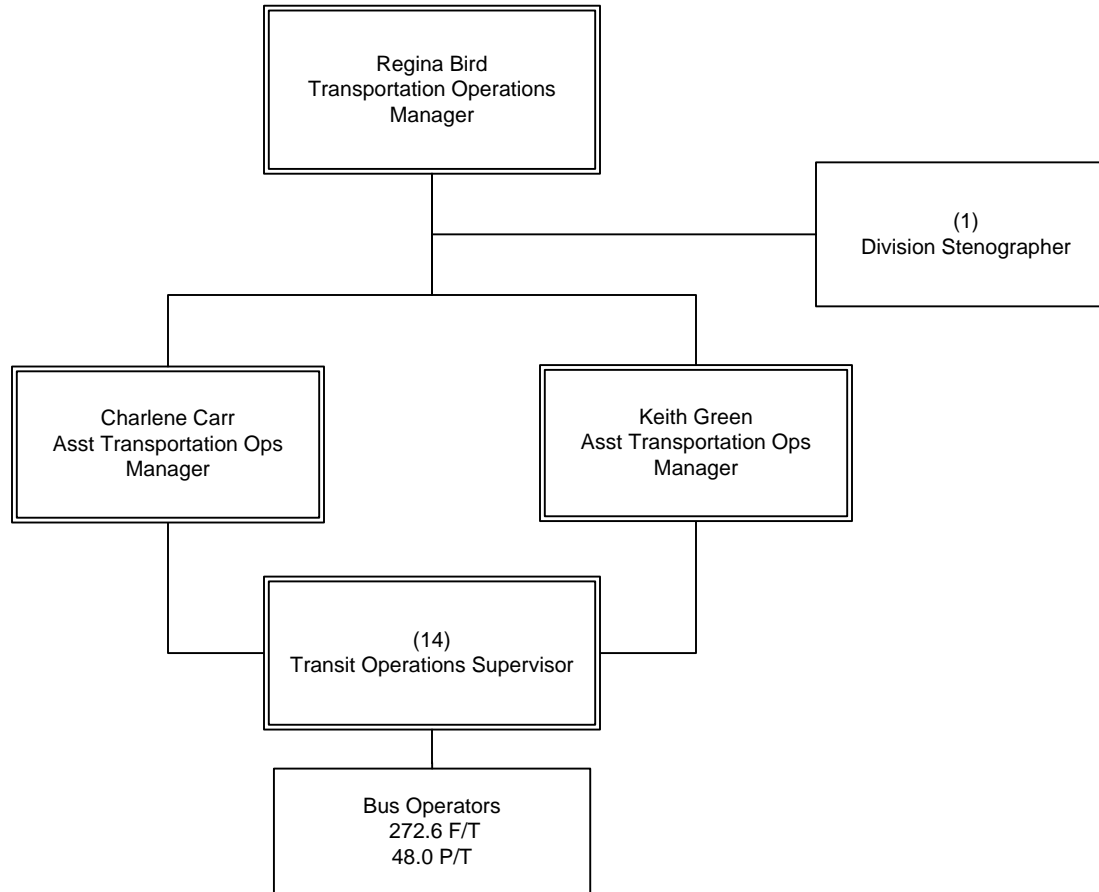 Regina Bird
Transportation Operations
Manager
(1)
Division Stenographer
Charlene Carr
Asst Transportation Ops
Manager
Keith Green
Asst Transportation Ops
Manager
(14)
Transit Operations Supervisor
Bus Operators
272.6 F/T
48.0 P/T